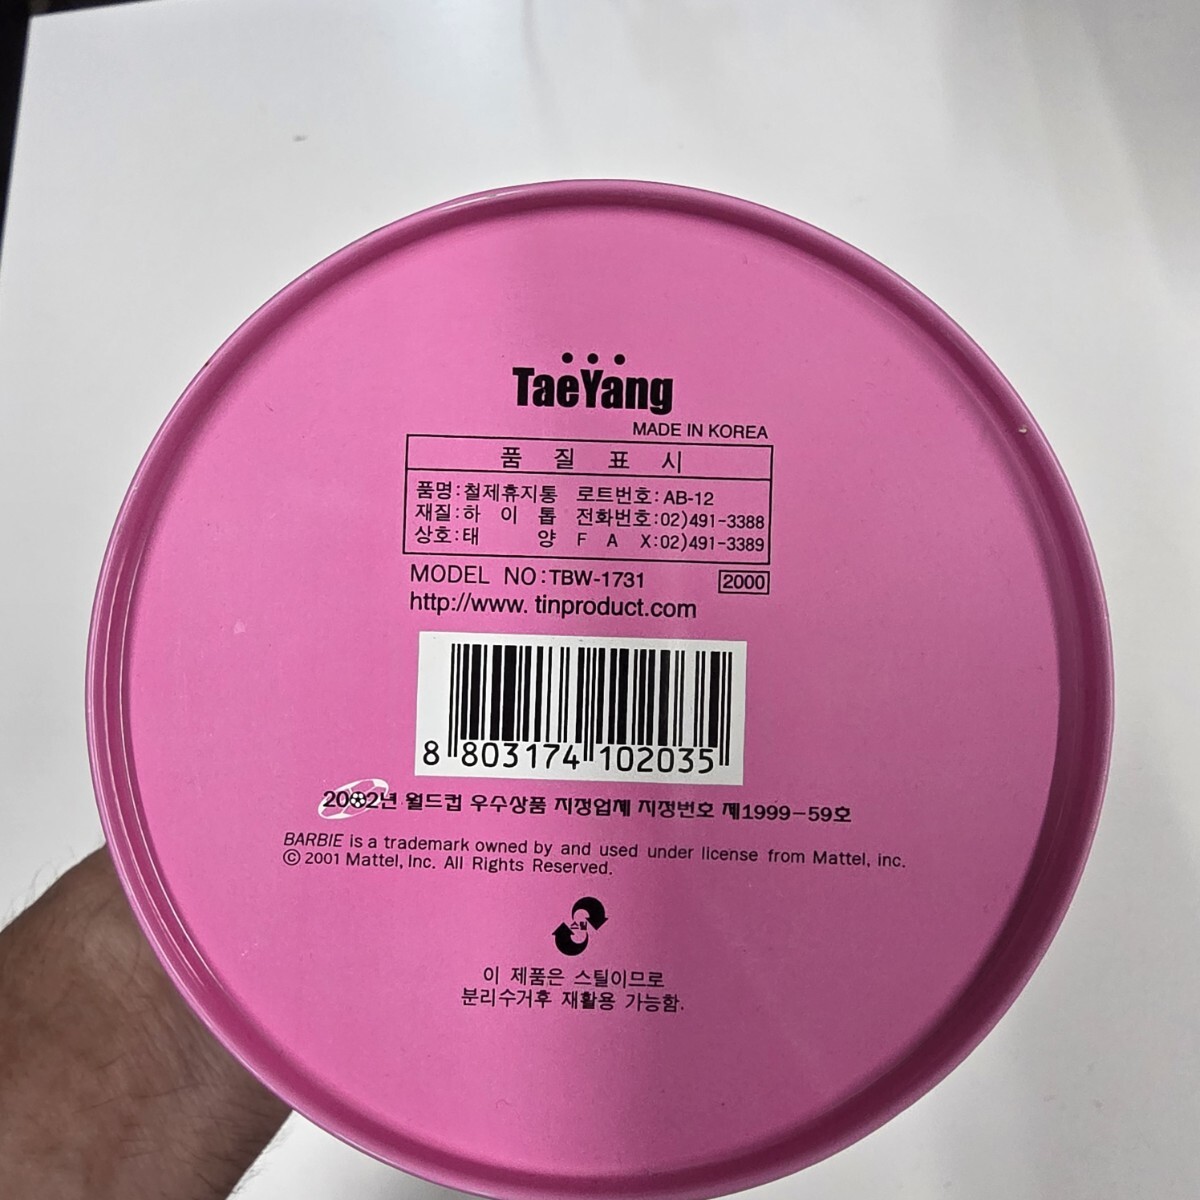 TaeYang
MADE IN KOREA
품 질 표 시
품명:철제휴지통 로트번호:AB-12
재질:하 이 톱 전화번호:02)491-3388
상호:태 양 F A X:02)491-3389
MODEL NO:TBW-1731 2000
http://www. tinproduct.com
8 803174 102035
2002년 월드컵 우수상품 지정업체 지정번호 제1999-59호
BARBIE is a trademark owned by and used under license from Mattel, inc.
© 2001 Mattel, Inc. All Rights Reserved.
스틸
이 제품은 스틸이므로
분리수거후 재활용 가능함.